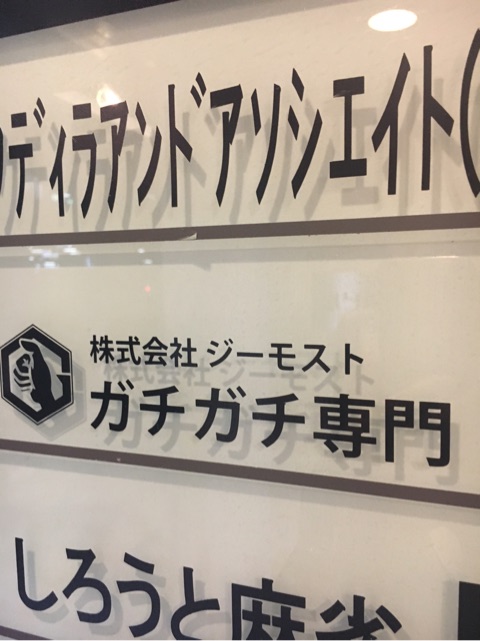 ディラアンドアソシエイト(
株式会社 ジーモスト
ガチガチ専門
しろうと麻雀